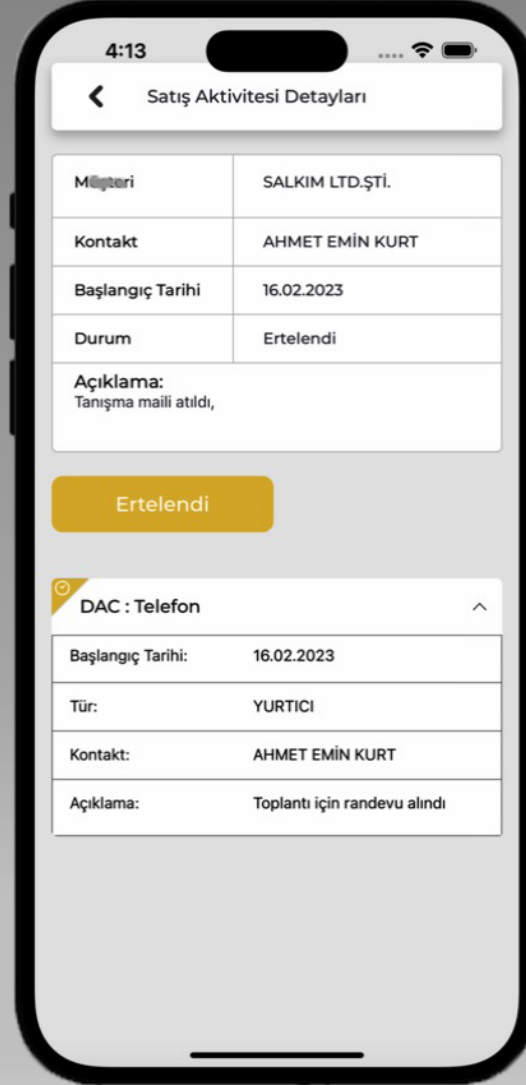 4:13
Satış Aktivitesi Detayları
SALKIM LTD.ŞTİ.
Kontakt AHMET EMİN KURT
Başlangıç Tarihi 16.02.2023
Durum Ertelendi
Açıklama:
Tanışma maili atıldı,
Ertelendi
DAC : Telefon
Başlangıç Tarihi: 16.02.2023
Tür: YURTICI
Kontakt: AHMET EMİN KURT
Açıklama: Toplantı için randevu alındı